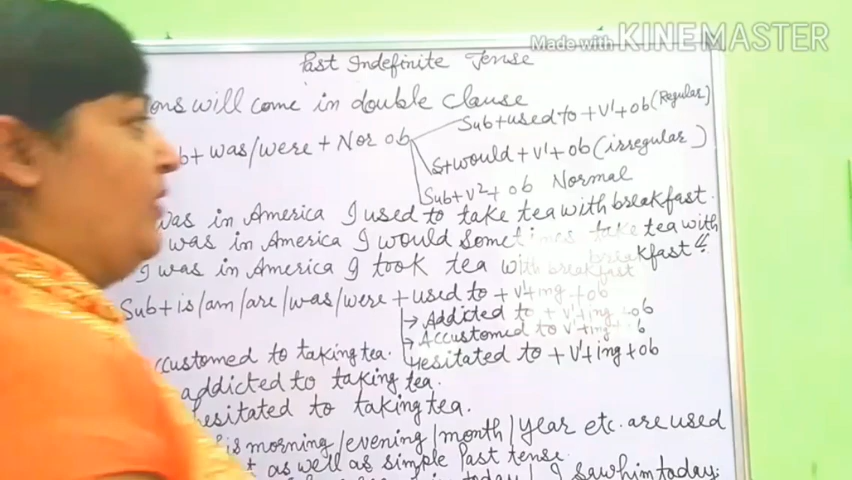 Made with KINEMASTER
Past Indefinite Tense
ons will come in double clause
Sub+used to + V1+ob (Regular)
b+ was/were + N or ob
S+would + V1+ ob (irregular)
Sub+V2+ ob Normal
was in America I used to take tea with breakfast.
was in America I would sometimes take tea with breakfast
I was in America I took tea with breakfast
Sub+is/am/are/was/were + used to + V1+ing + ob
→ Addicted to + V1+ing +ob
→ Accustomed to V1+ing
Hesitated to + V1+ing+ob
ccustomed to taking tea.
addicted to taking tea.
hesitated to taking tea.
is morning/evening/month/year etc. are used
as well as simple Past tense.
today I saw him today.